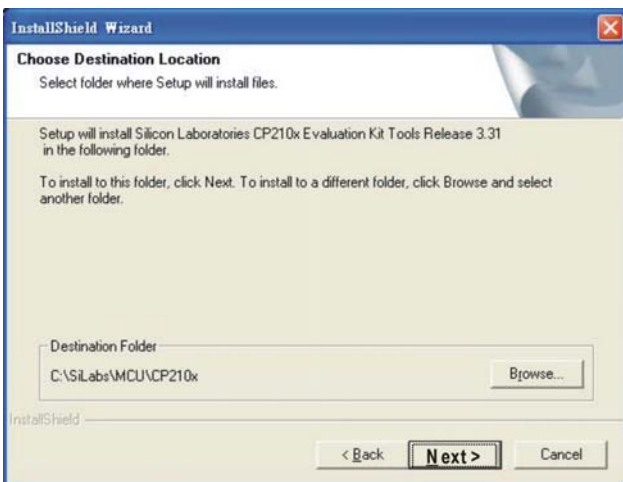 InstallShield Wizard
Choose Destination Location
Select folder where Setup will install files.
Setup will install Silicon Laboratories CP210x Evaluation Kit Tools Release 3.31
in the following folder.
To install to this folder, click Next. To install to a different folder, click Browse and select
another folder.
Destination Folder
C:\SiLabs\MCU\CP210x
Browse...
InstallShield
< Back
Next >
Cancel